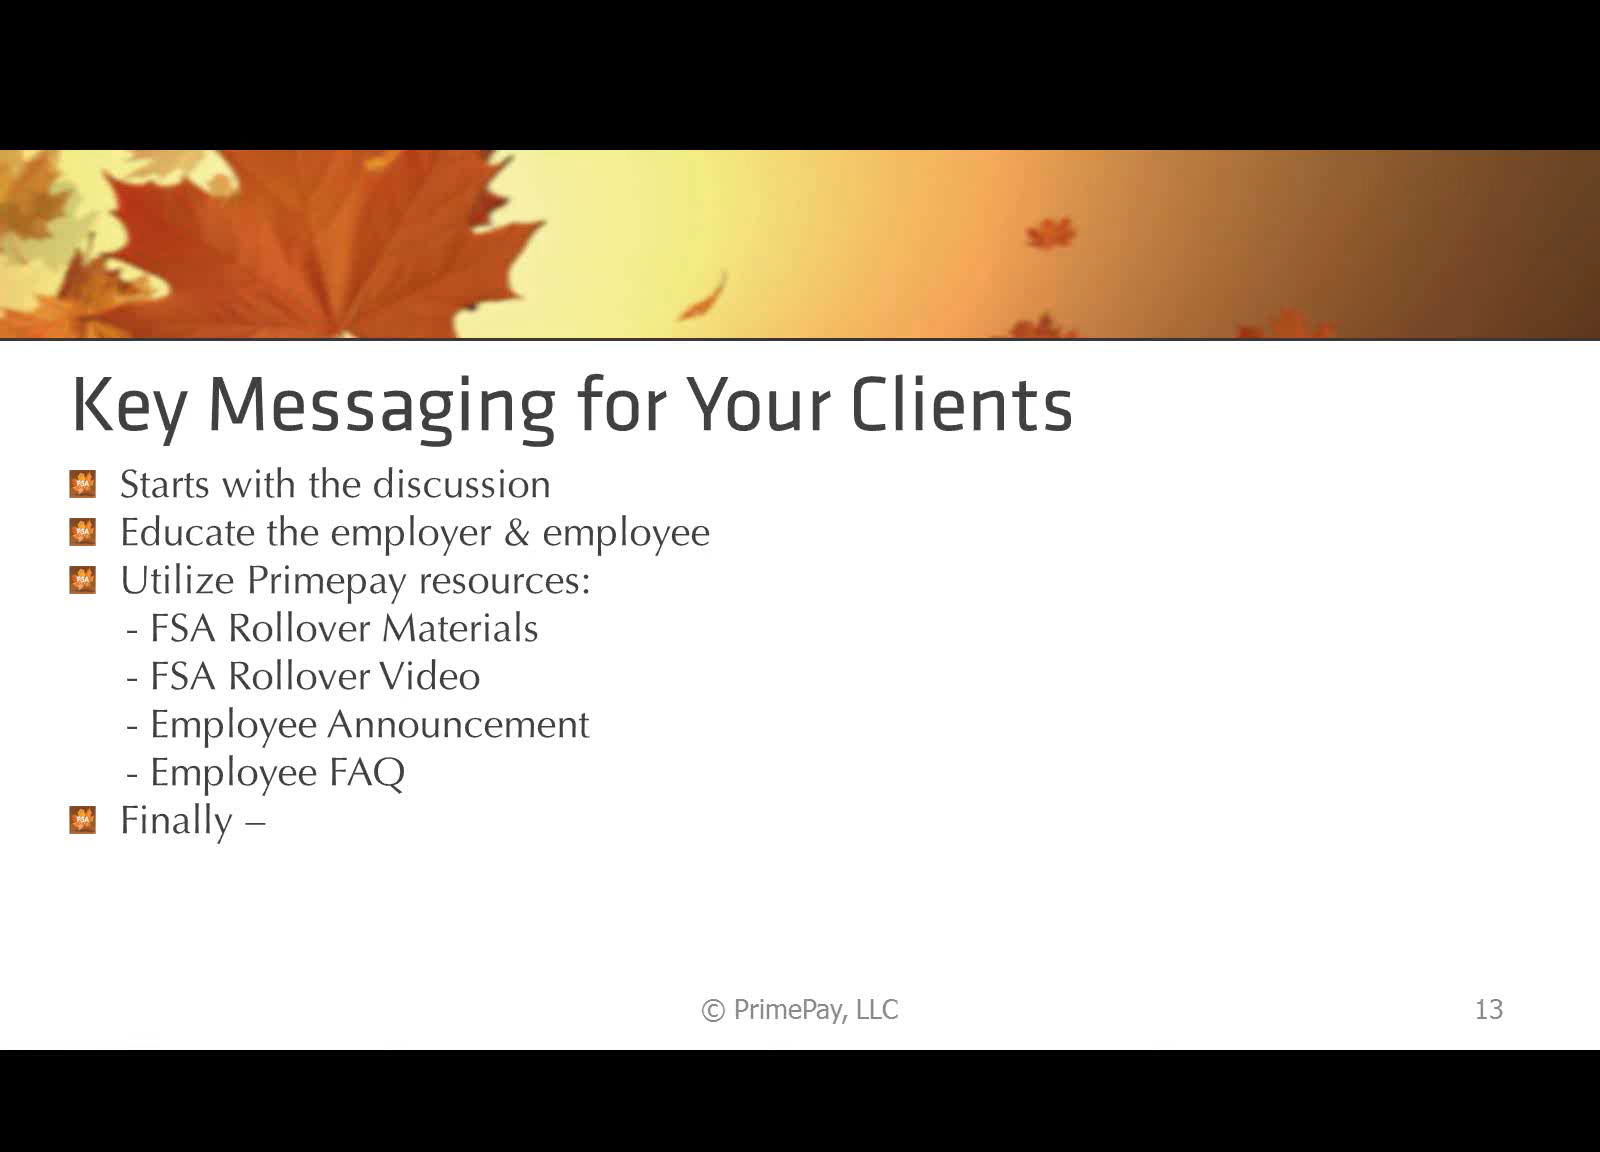 Key Messaging for Your Clients
Starts with the discussion
Educate the employer & employee
Utilize Primepay resources:
- FSA Rollover Materials
- FSA Rollover Video
- Employee Announcement
- Employee FAQ
Finally –
© PrimePay, LLC
13